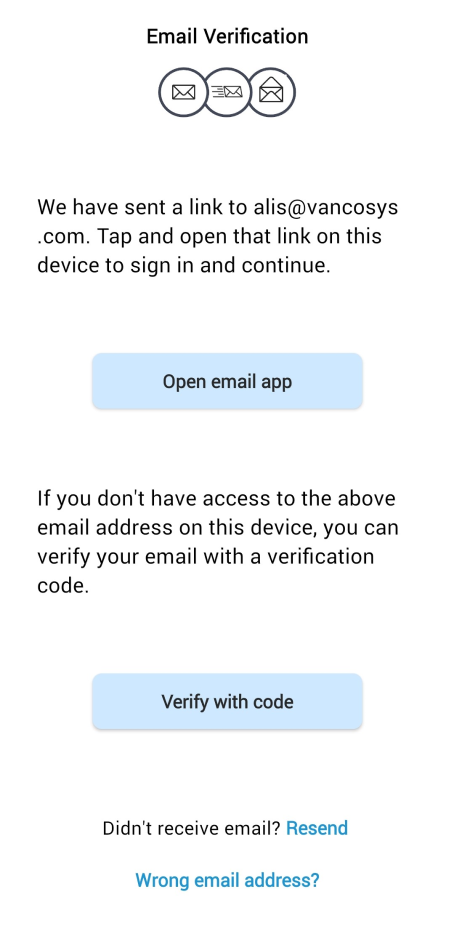 Email Verification
We have sent a link to alis@vancosys
.com. Tap and open that link on this
device to sign in and continue.
Open email app
If you don't have access to the above
email address on this device, you can
verify your email with a verification
code.
Verify with code
Didn't receive email? Resend
Wrong email address?